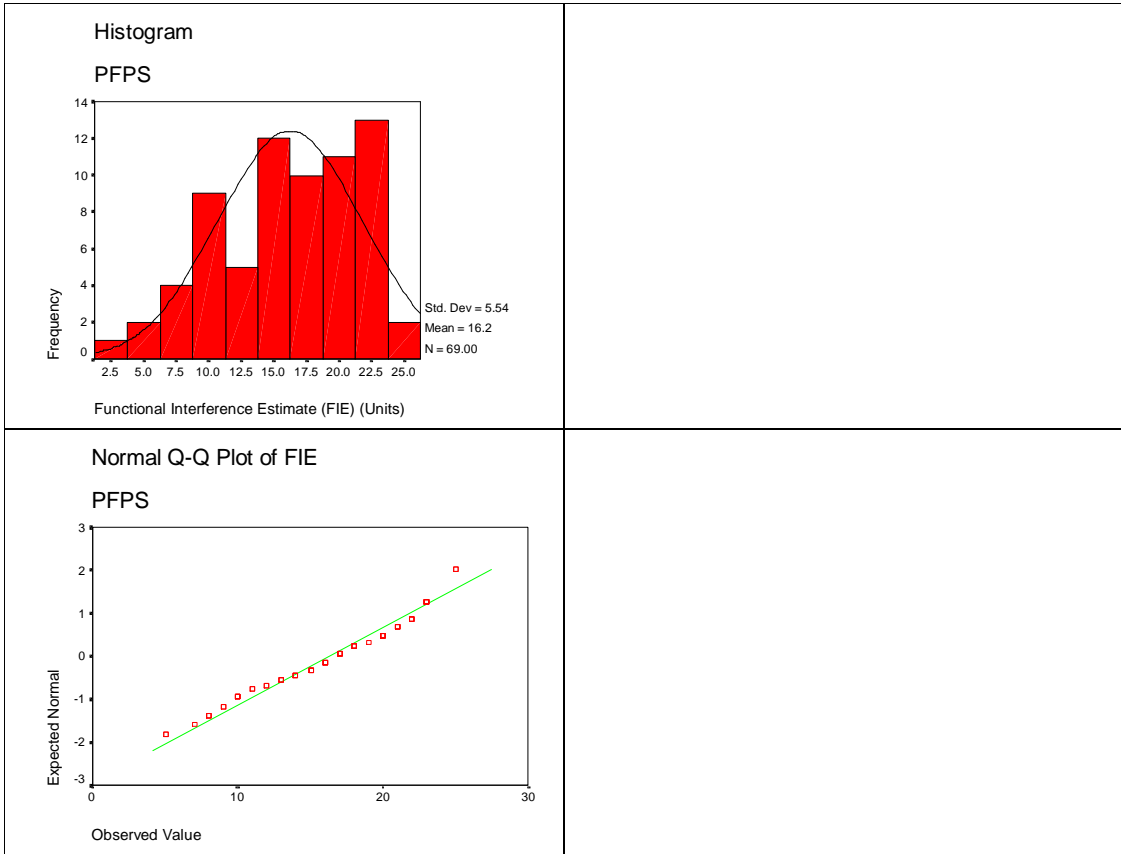 Histogram
PFPS
14
12
10
8
6
4
2
0
Frequency
2.5 5.0 7.5 10.0 12.5 15.0 17.5 20.0 22.5 25.0
Std. Dev = 5.54
Mean = 16.2
N = 69.00
Functional Interference Estimate (FIE) (Units)
Normal Q-Q Plot of FIE
PFPS
3
2
1
0
-1
-2
-3
Expected Normal
0 10 20 30
Observed Value